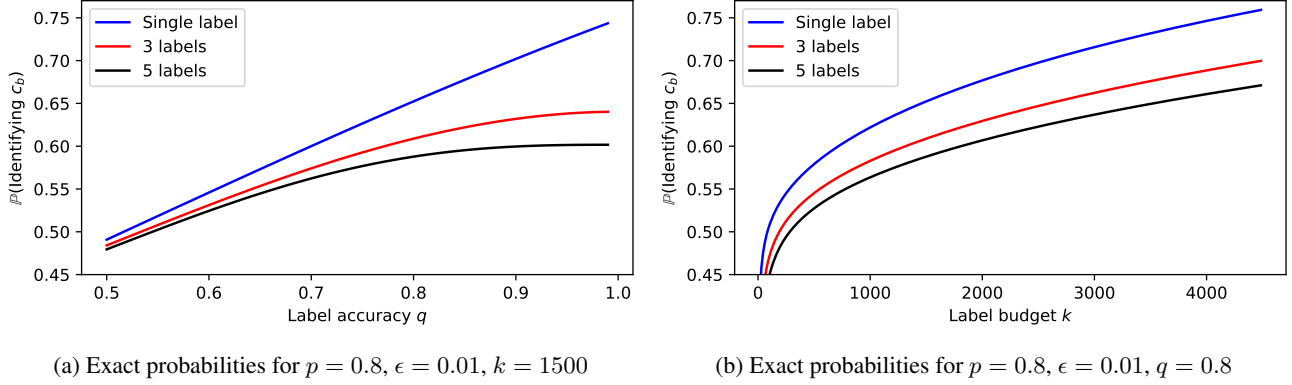 Single label
3 labels
5 labels
0.75
0.70
0.65
0.60
0.55
0.50
0.45
ℙ(Identifying c_b)
0.5 0.6 0.7 0.8 0.9 1.0
Label accuracy q
(a) Exact probabilities for p = 0.8, ϵ = 0.01, k = 1500
Single label
3 labels
5 labels
0.75
0.70
0.65
0.60
0.55
0.50
0.45
ℙ(Identifying c_b)
0 1000 2000 3000 4000
Label budget k
(b) Exact probabilities for p = 0.8, ϵ = 0.01, q = 0.8